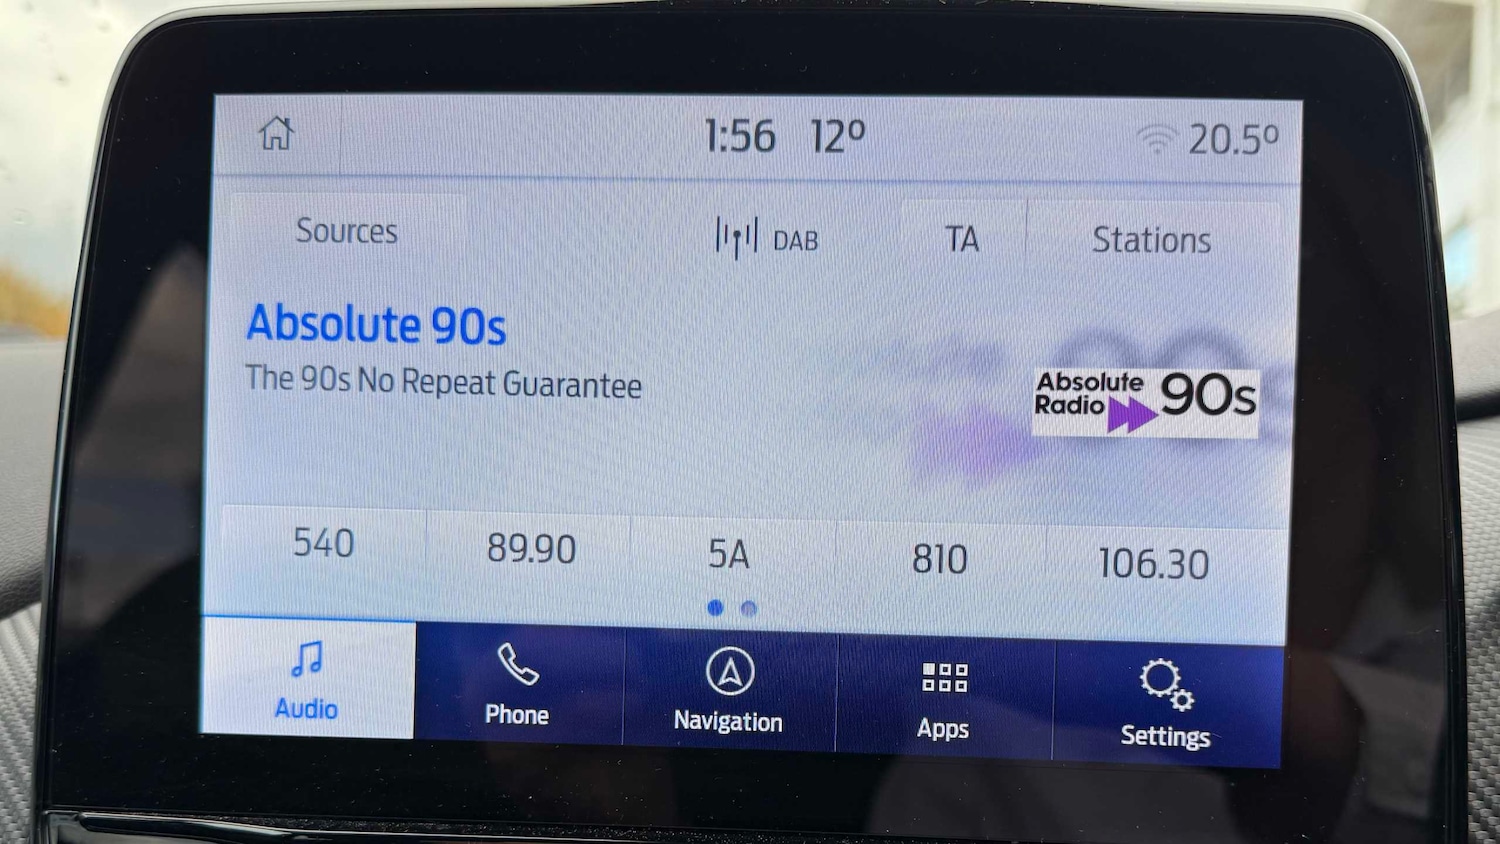 1:56 12º 20.5º
Sources DAB TA Stations
Absolute 90s
The 90s No Repeat Guarantee
Absolute
Radio 90s
540 89.90 5A 810 106.30
Audio Phone Navigation Apps Settings